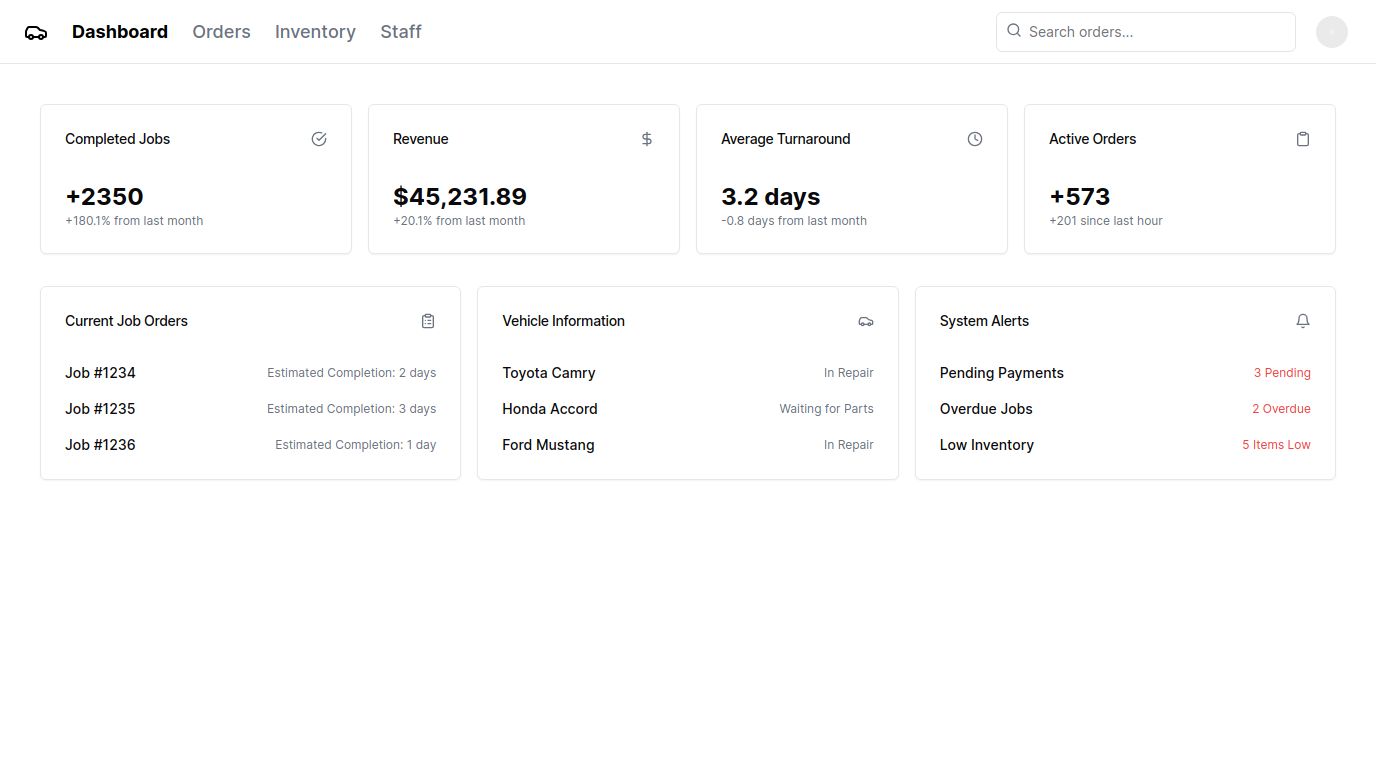 Dashboard Orders Inventory Staff Search orders...
Completed Jobs
+2350
+180.1% from last month
Revenue
$45,231.89
+20.1% from last month
Average Turnaround
3.2 days
-0.8 days from last month
Active Orders
+573
+201 since last hour
Current Job Orders
Job #1234 Estimated Completion: 2 days
Job #1235 Estimated Completion: 3 days
Job #1236 Estimated Completion: 1 day
Vehicle Information
Toyota Camry In Repair
Honda Accord Waiting for Parts
Ford Mustang In Repair
System Alerts
Pending Payments 3 Pending
Overdue Jobs 2 Overdue
Low Inventory 5 Items Low